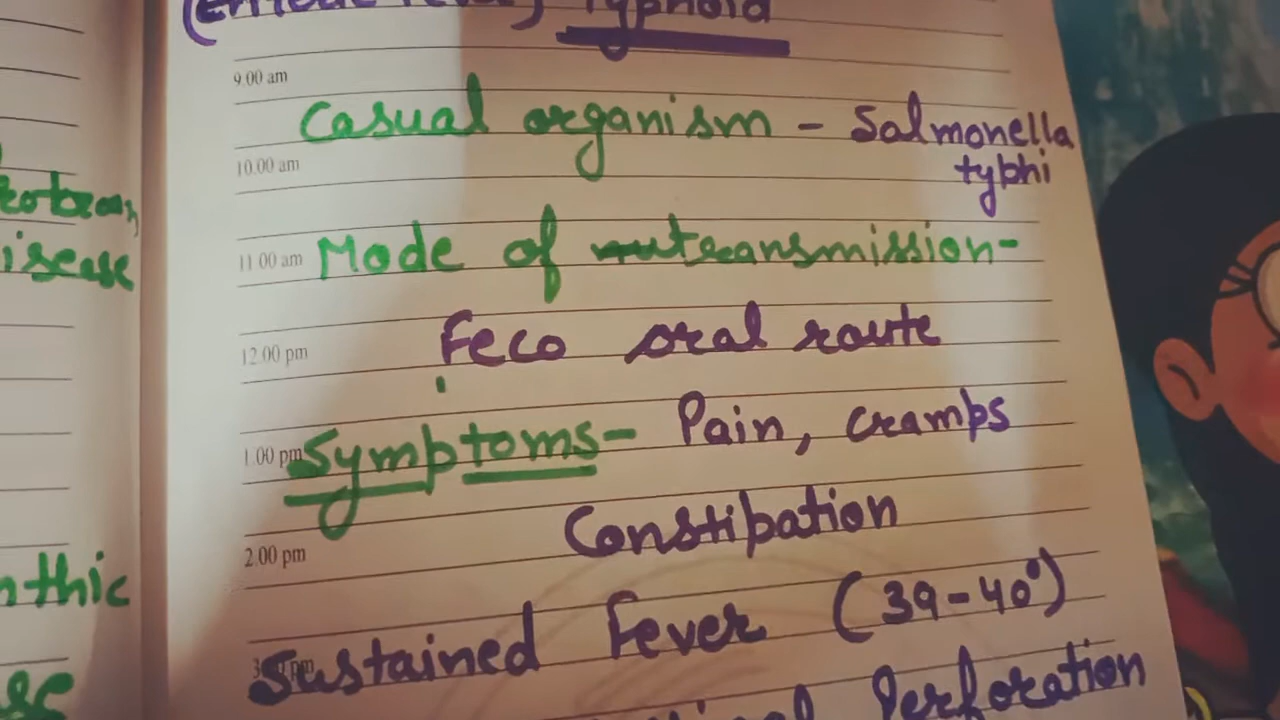 Typhoid
9.00 am
Casual organism - Salmonella
typhi
10.00 am
11.00 am
Mode of transmission-
Feco oral route
12.00 pm
Symptoms- Pain, cramps
1.00 pm
Constipation
2.00 pm
Sustained Fever (39-40°)
Perforation
isease
nthic